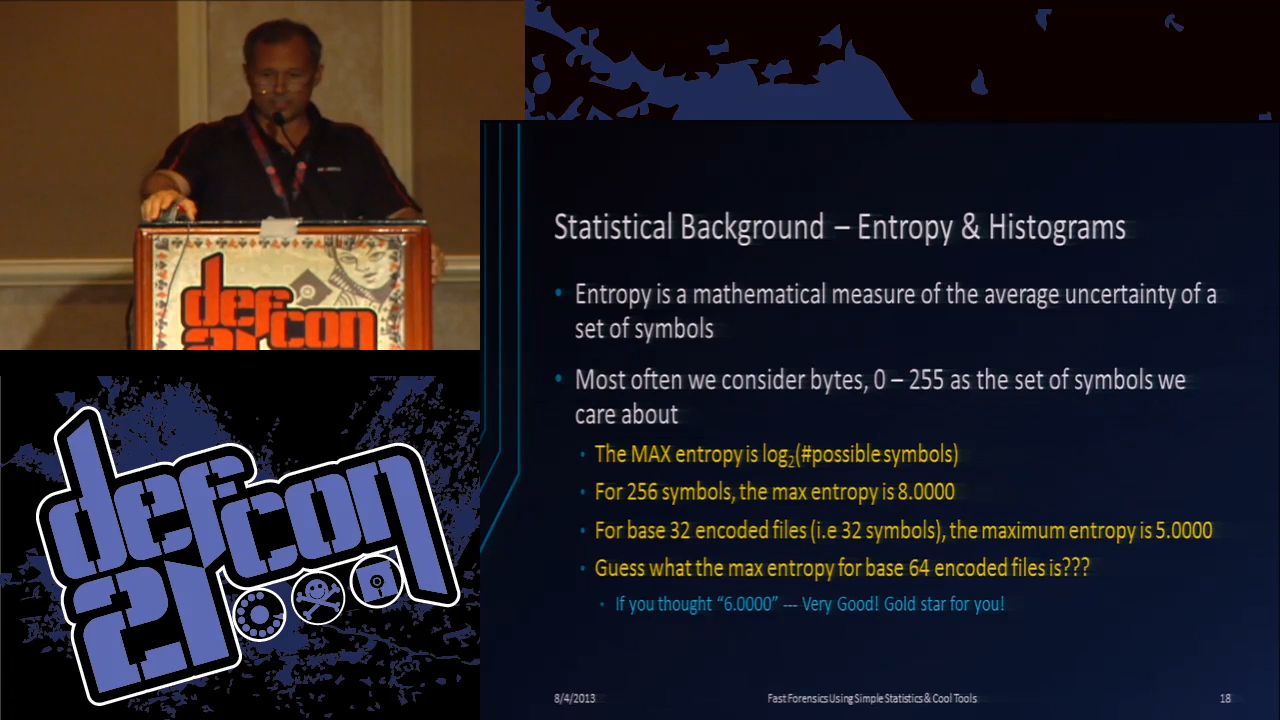 defcon
21
Statistical Background – Entropy & Histograms
• Entropy is a mathematical measure of the average uncertainty of a
set of symbols
• Most often we consider bytes, 0 – 255 as the set of symbols we
care about
• The MAX entropy is log₂(#possible symbols)
• For 256 symbols, the max entropy is 8.0000
• For base 32 encoded files (i.e 32 symbols), the maximum entropy is 5.0000
• Guess what the max entropy for base 64 encoded files is???
• If you thought “6.0000” --- Very Good! Gold star for you!
8/4/2013 Fast Forensics Using Simple Statistics & Cool Tools 18
defcon
21